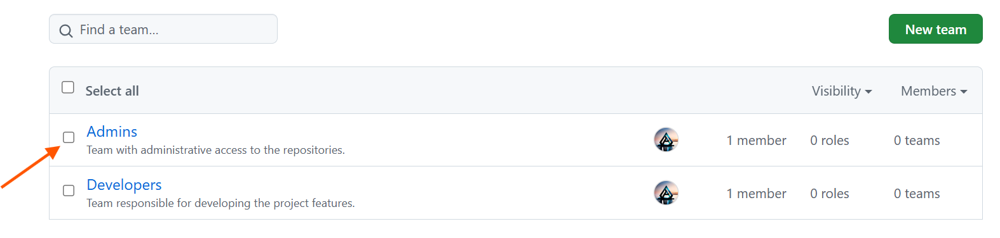 Find a team...
New team
Select all
Visibility
Members
Admins
Team with administrative access to the repositories.
1 member
0 roles
0 teams
Developers
Team responsible for developing the project features.
1 member
0 roles
0 teams